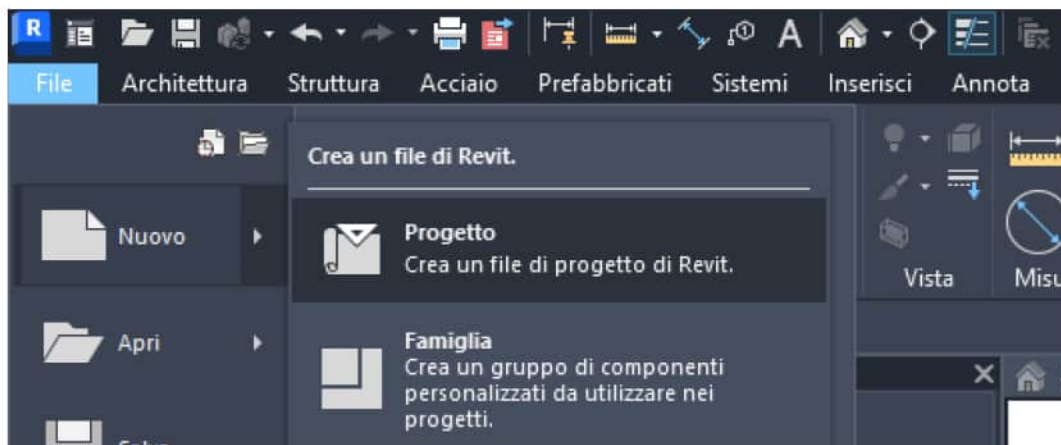 R
A
File Architettura Struttura Acciaio Prefabbricati Sistemi Inserisci Annota
Crea un file di Revit.
Nuovo
Progetto
Crea un file di progetto di Revit.
Vista
Apri
Famiglia
Crea un gruppo di componenti
personalizzati da utilizzare nei
progetti.